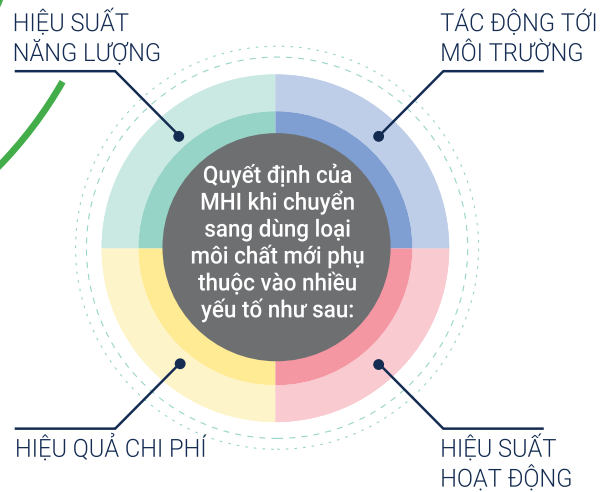 HIỆU SUẤT
NĂNG LƯỢNG
TÁC ĐỘNG TỚI
MÔI TRƯỜNG
Quyết định của
MHI khi chuyển
sang dùng loại
môi chất mới phụ
thuộc vào nhiều
yếu tố như sau:
HIỆU QUẢ CHI PHÍ
HIỆU SUẤT
HOẠT ĐỘNG